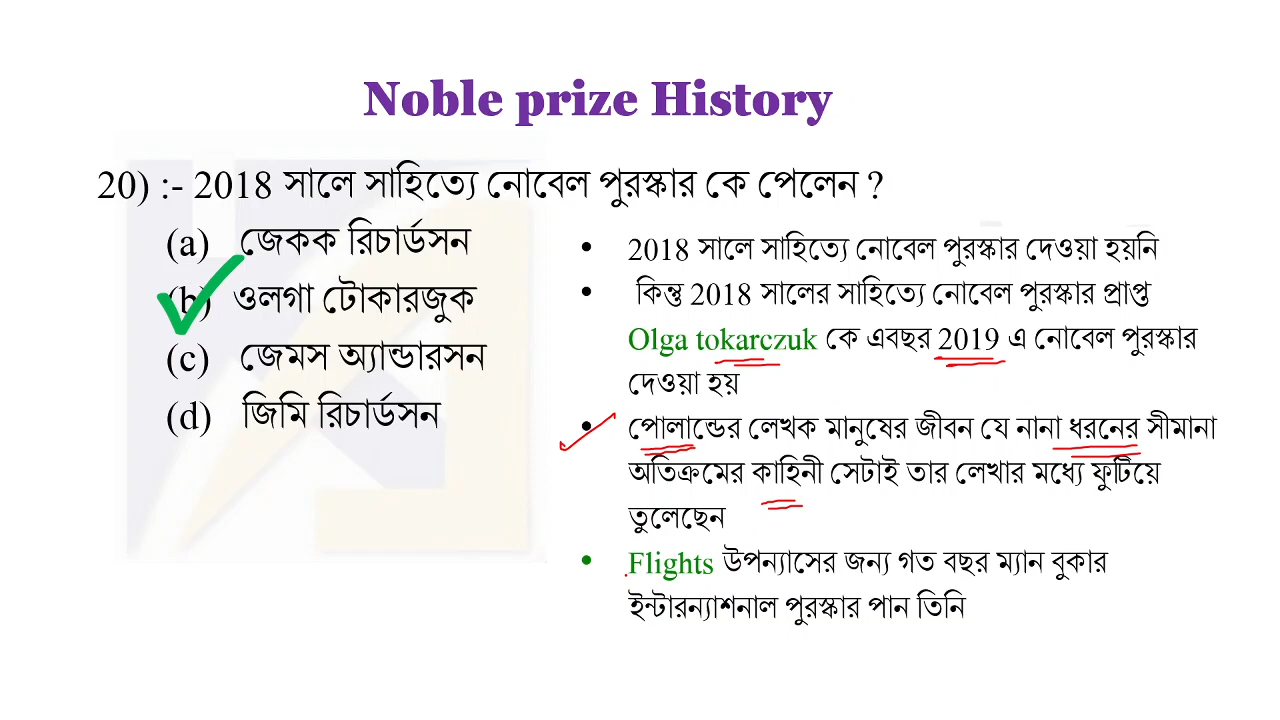 Noble prize History
20) :- 2018 সালে সাহিত্যে নোবেল পুরস্কার কে পেলেন ?
(a) জেকক রিচার্ডসন
(b) ওলগা টোকারজুক
(c) জেমস অ্যান্ডারসন
(d) জিমি রিচার্ডসন
• 2018 সালে সাহিত্যে নোবেল পুরস্কার দেওয়া হয়নি
• কিন্তু 2018 সালের সাহিত্যে নোবেল পুরস্কার প্রাপ্ত
Olga tokarczuk কে এবছর 2019 এ নোবেল পুরস্কার
দেওয়া হয়
• পোলান্ডের লেখক মানুষের জীবন যে নানা ধরনের সীমানা
অতিক্রমের কাহিনী সেটাই তার লেখার মধ্যে ফুটিয়ে
তুলেছেন
• Flights উপন্যাসের জন্য গত বছর ম্যান বুকার
ইন্টারন্যাশনাল পুরস্কার পান তিনি